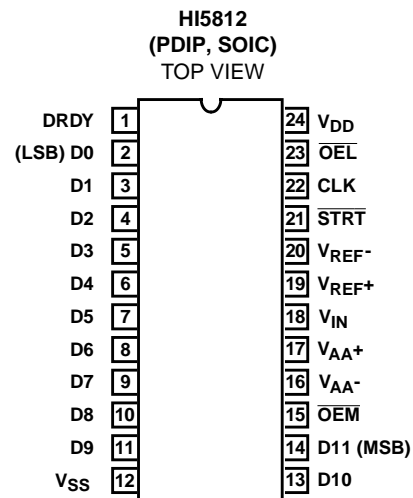 HI5812
(PDIP, SOIC)
TOP VIEW
DRDY 1 24 VDD
(LSB) D0 2 23 OEL
D1 3 22 CLK
D2 4 21 STRT
D3 5 20 VREF-
D4 6 19 VREF+
D5 7 18 VIN
D6 8 17 VAA+
D7 9 16 VAA-
D8 10 15 OEM
D9 11 14 D11 (MSB)
VSS 12 13 D10